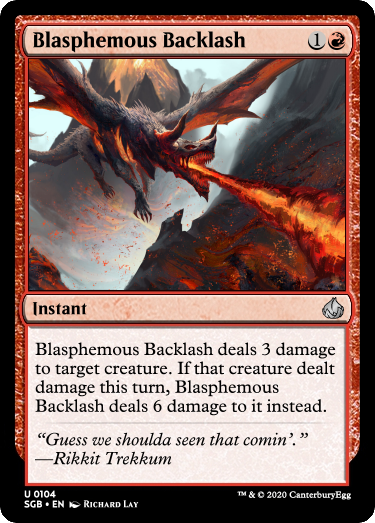 Blasphemous Backlash 1
Instant
Blasphemous Backlash deals 3 damage
to target creature. If that creature dealt
damage this turn, Blasphemous
Backlash deals 6 damage to it instead.
“Guess we shoulda seen that comin’.”
—Rikkit Trekkum
U 0104
SGB • EN Richard Lay
™ & © 2020 CanterburyEgg